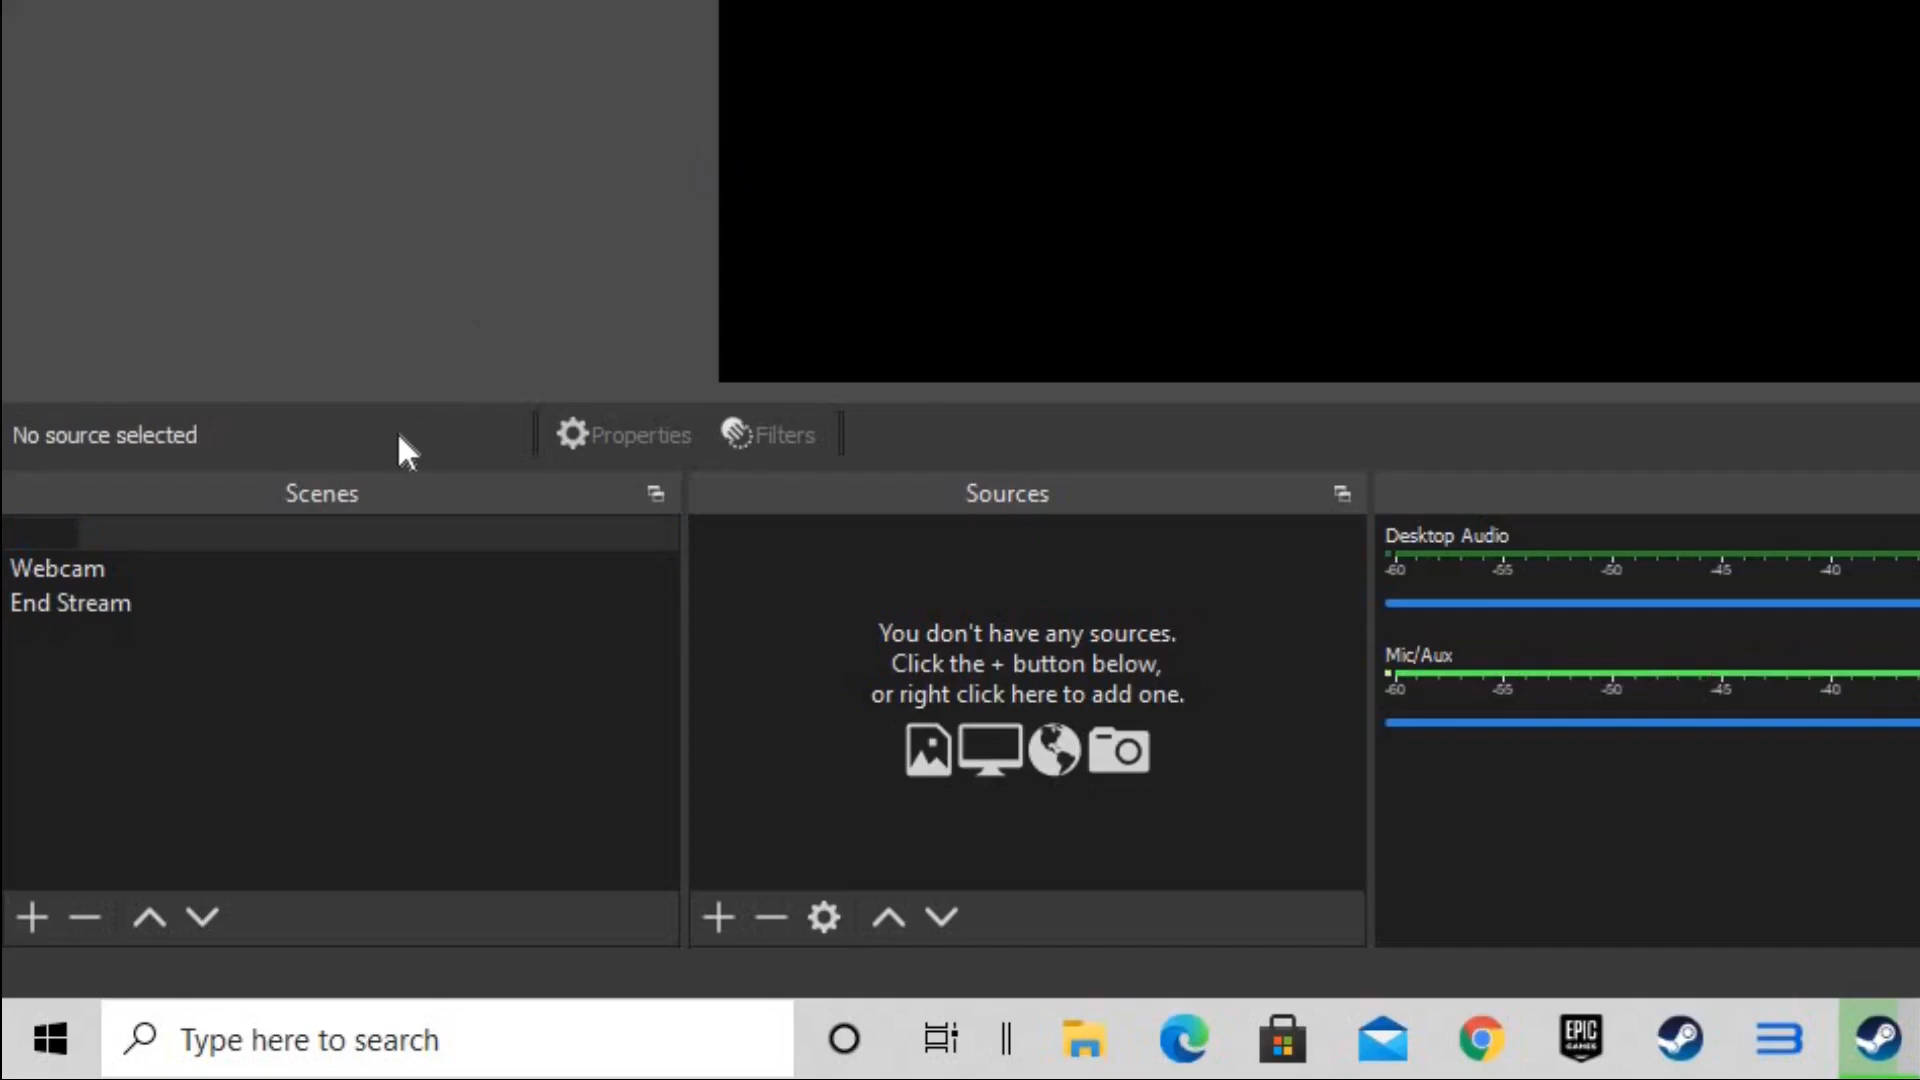 No source selected
Properties
Filters
Scenes
Sources
Webcam
End Stream
You don't have any sources.
Click the + button below,
or right click here to add one.
Desktop Audio
-60 -55 -50 -45 -40
Mic/Aux
-60 -55 -50 -45 -40
Type here to search
EPIC
GAMES